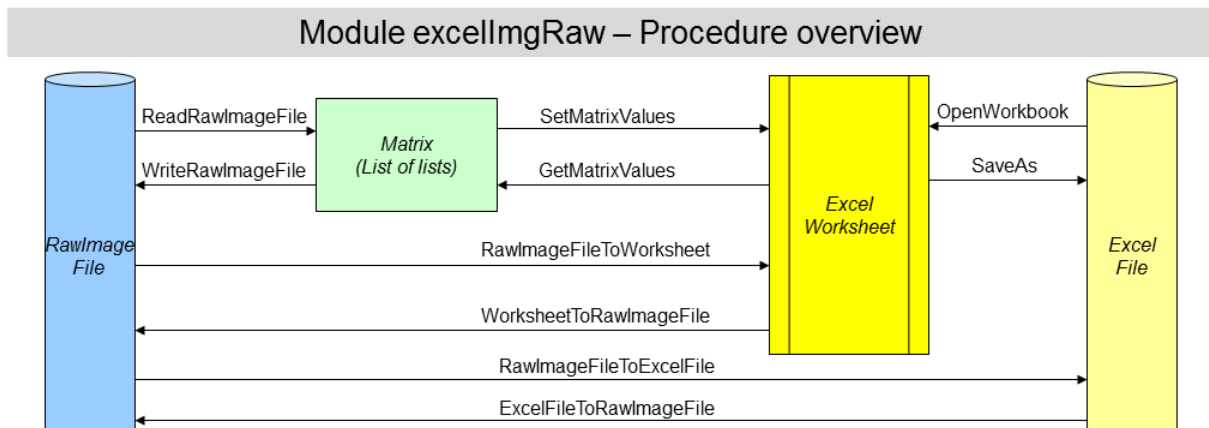 Module excelImgRaw – Procedure overview
ReadRawImageFile
SetMatrixValues
OpenWorkbook
Matrix
(List of lists)
WriteRawImageFile
GetMatrixValues
SaveAs
Excel
Worksheet
RawImage
File
RawImageFileToWorksheet
Excel
File
WorksheetToRawImageFile
RawImageFileToExcelFile
ExcelFileToRawImageFile